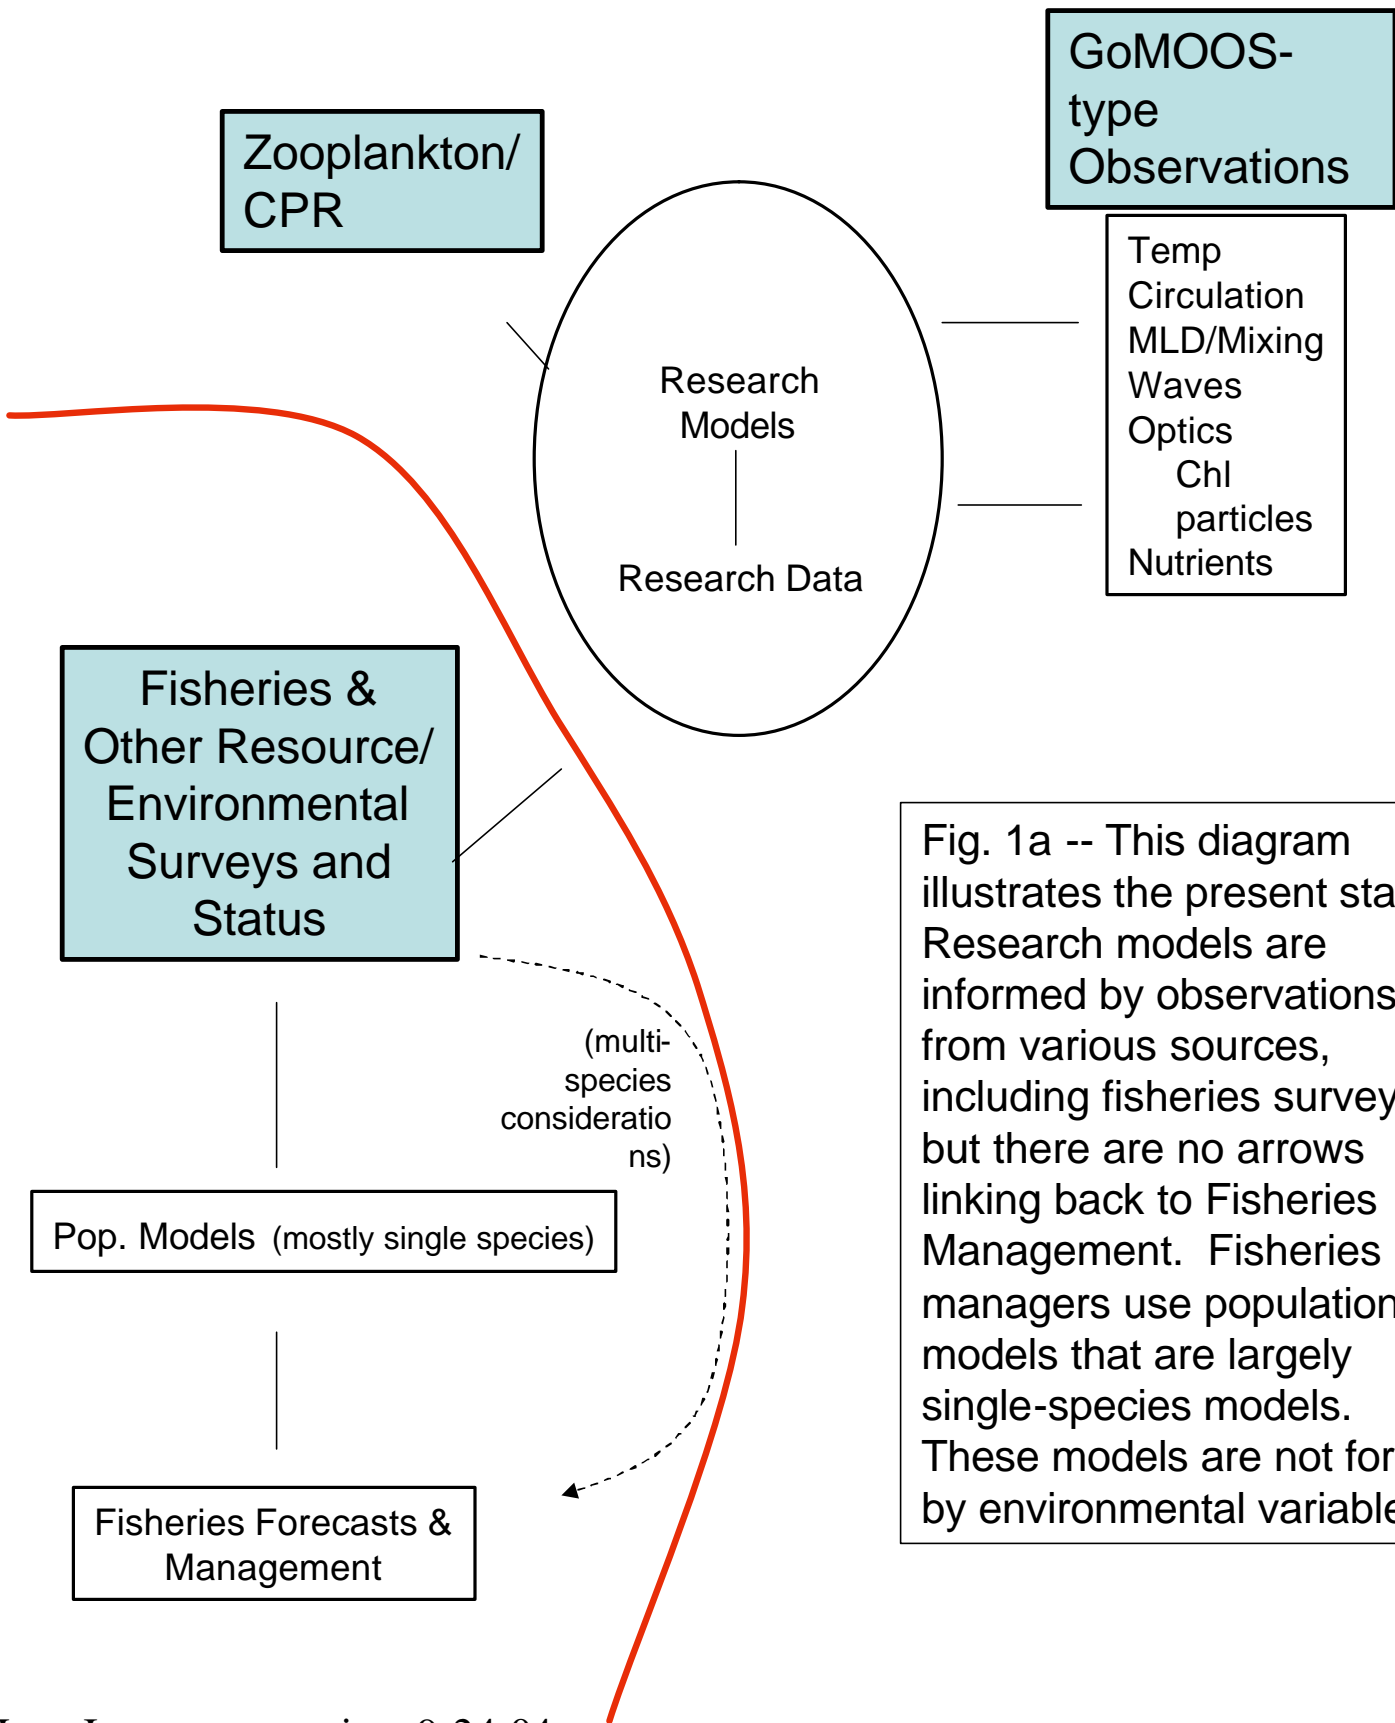 GoMOOS-
type
Observations
Zooplankton/
CPR
Temp
Circulation
MLD/Mixing
Waves
Optics
Chl
particles
Nutrients
Research
Models
Research Data
Fisheries &
Other Resource/
Environmental
Surveys and
Status
(multi-
species
consideratio
ns)
Pop. Models (mostly single species)
Fisheries Forecasts &
Management
Fig. 1a -- This diagram
illustrates the present sta
Research models are
informed by observations
from various sources,
including fisheries survey
but there are no arrows
linking back to Fisheries
Management. Fisheries
managers use population
models that are largely
single-species models.
These models are not for
by environmental variable
9-24-04